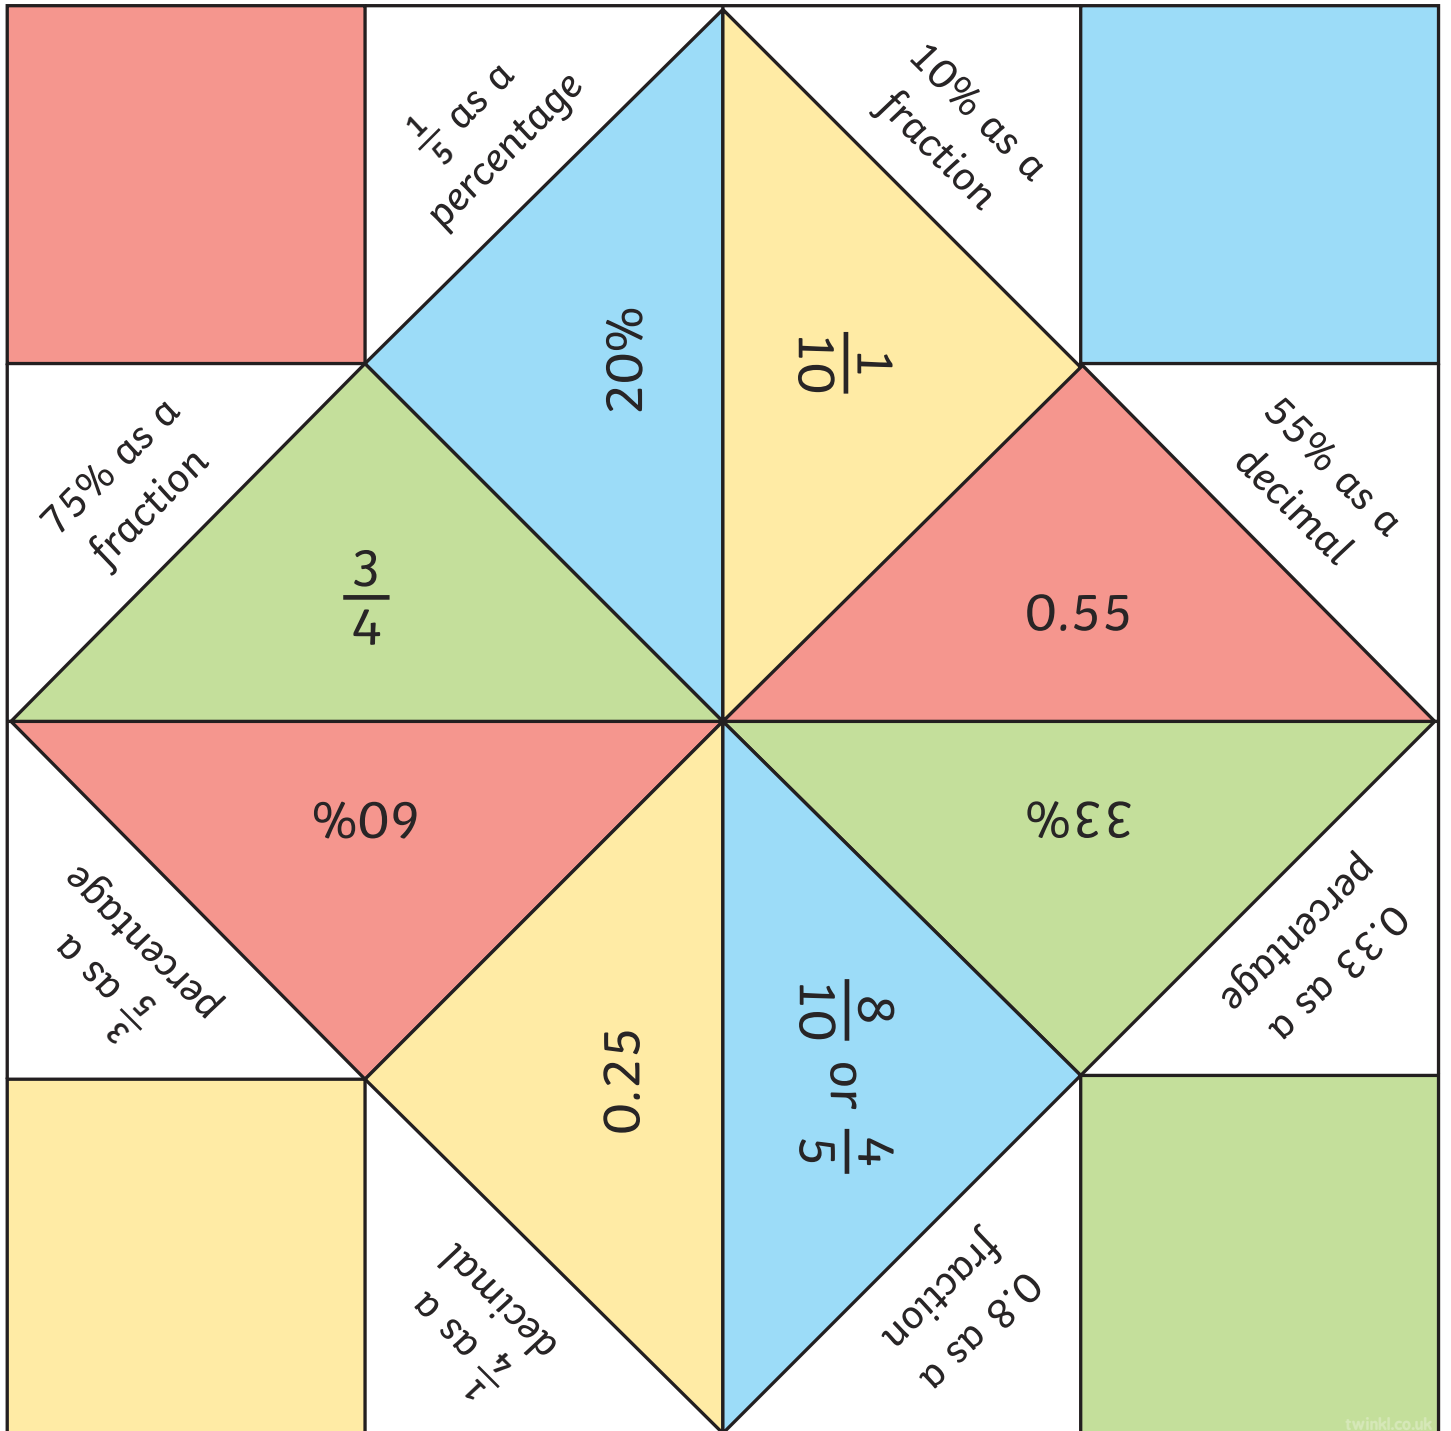 1/5 as a
percentage
10% as a
fraction
20%
1/10
75% as a
fraction
55% as a
decimal
3/4
0.55
60%
33%
3/5 as a
percentage
0.33 as a
percentage
0.25
8/10 or 4/5
1/4 as a
decimal
0.8 as a
fraction
twinkl.co.uk